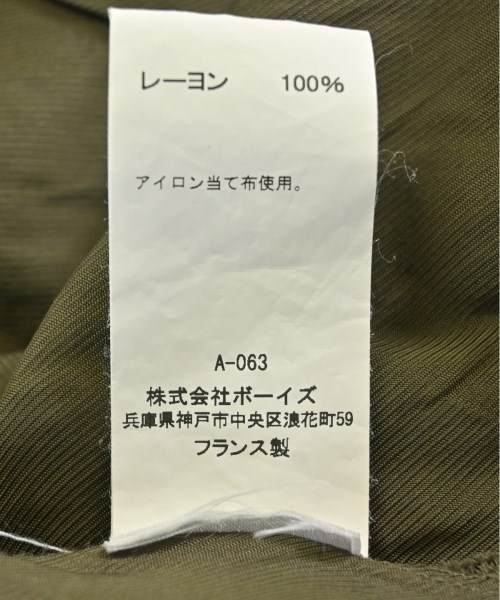 レーヨン 100%
アイロン当て布使用。
A-063
株式会社ボーイズ
兵庫県神戸市中央区浪花町59
フランス製